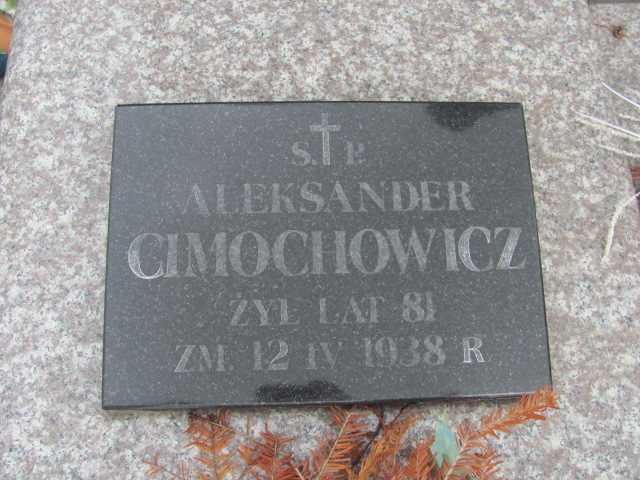 S. P.
ALEKSANDER
CIMOCHOWICZ
ŻYŁ LAT 81
ZM. 12 IV 1938 R